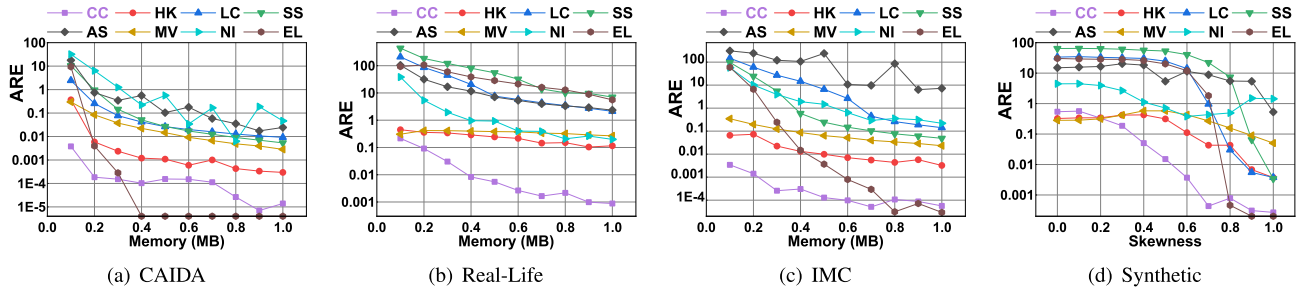 CC HK LC SS
AS MV NI EL
ARE
100
10
1
0.1
0.01
0.001
1E-4
1E-5
0.0 0.2 0.4 0.6 0.8 1.0
Memory (MB)
(a) CAIDA
CC HK LC SS
AS MV NI EL
ARE
100
10
1
0.1
0.01
0.001
0.0 0.2 0.4 0.6 0.8 1.0
Memory (MB)
(b) Real-Life
CC HK LC SS
AS MV NI EL
ARE
100
10
1
0.1
0.01
0.001
1E-4
0.0 0.2 0.4 0.6 0.8 1.0
Memory (MB)
(c) IMC
CC HK LC SS
AS MV NI EL
ARE
100
10
1
0.1
0.01
0.001
0.0 0.2 0.4 0.6 0.8 1.0
Skewness
(d) Synthetic